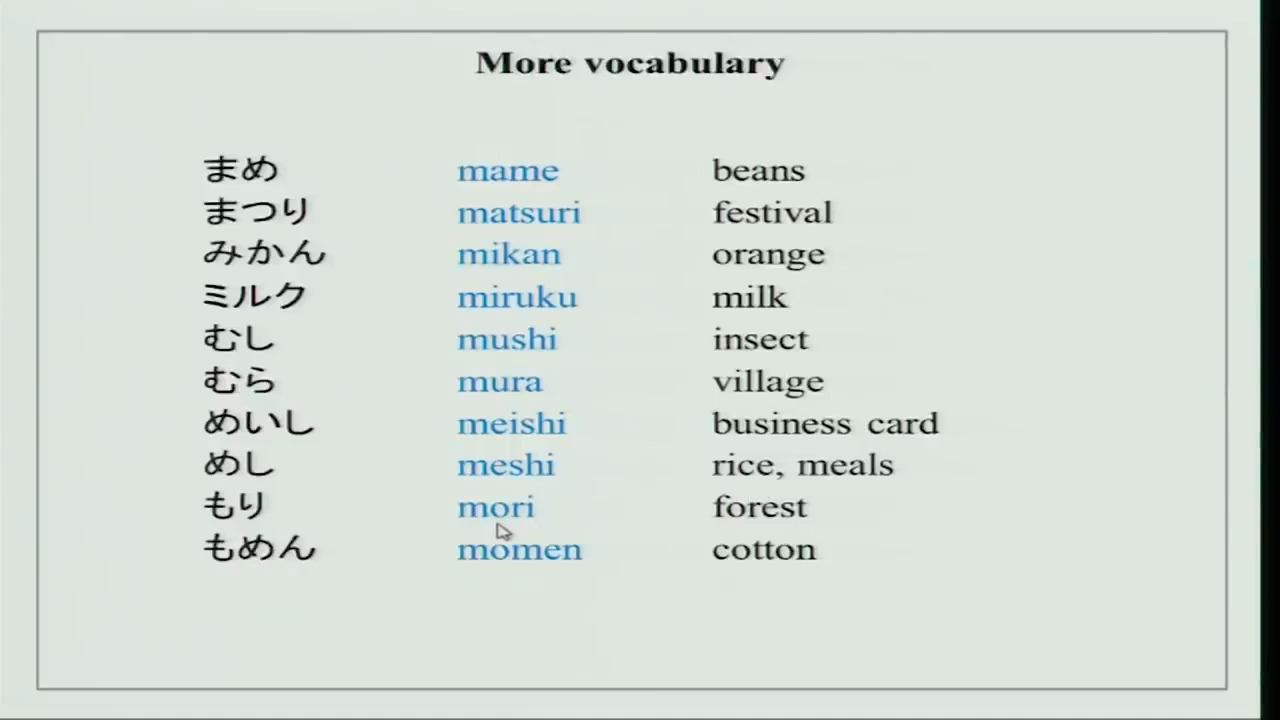 More vocabulary
まめ mame beans
まつり matsuri festival
みかん mikan orange
ミルク miruku milk
むし mushi insect
むら mura village
めいし meishi business card
めし meshi rice, meals
もり mori forest
もめん momen cotton